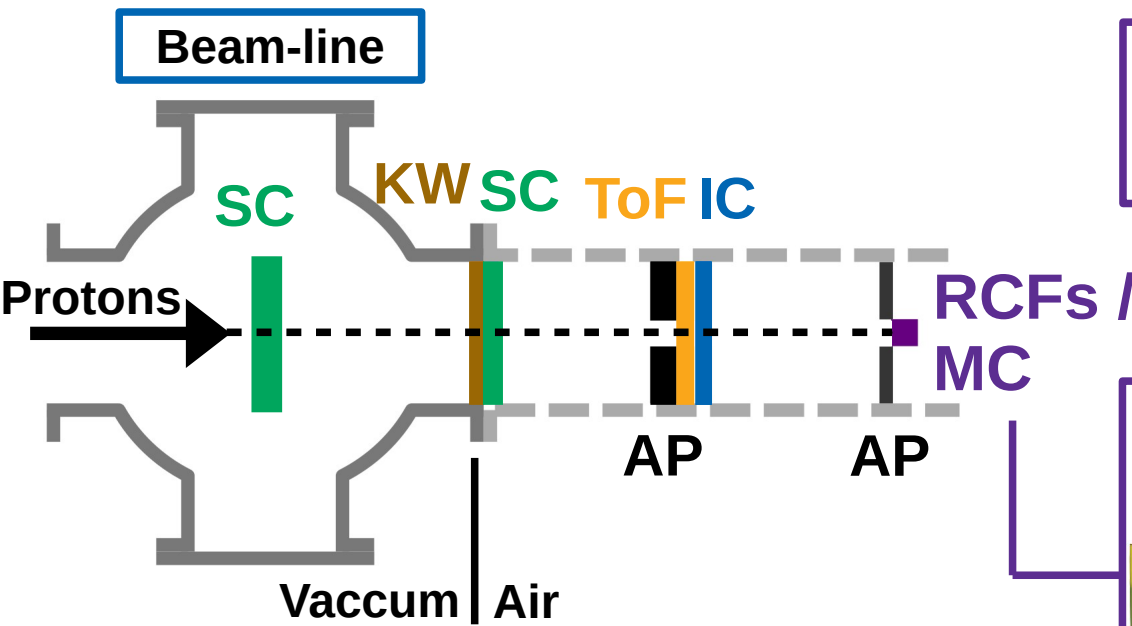 Beam-line
KW
SC
SC
ToF
IC
Protons
RCFs /
MC
AP
AP
Vaccum
Air